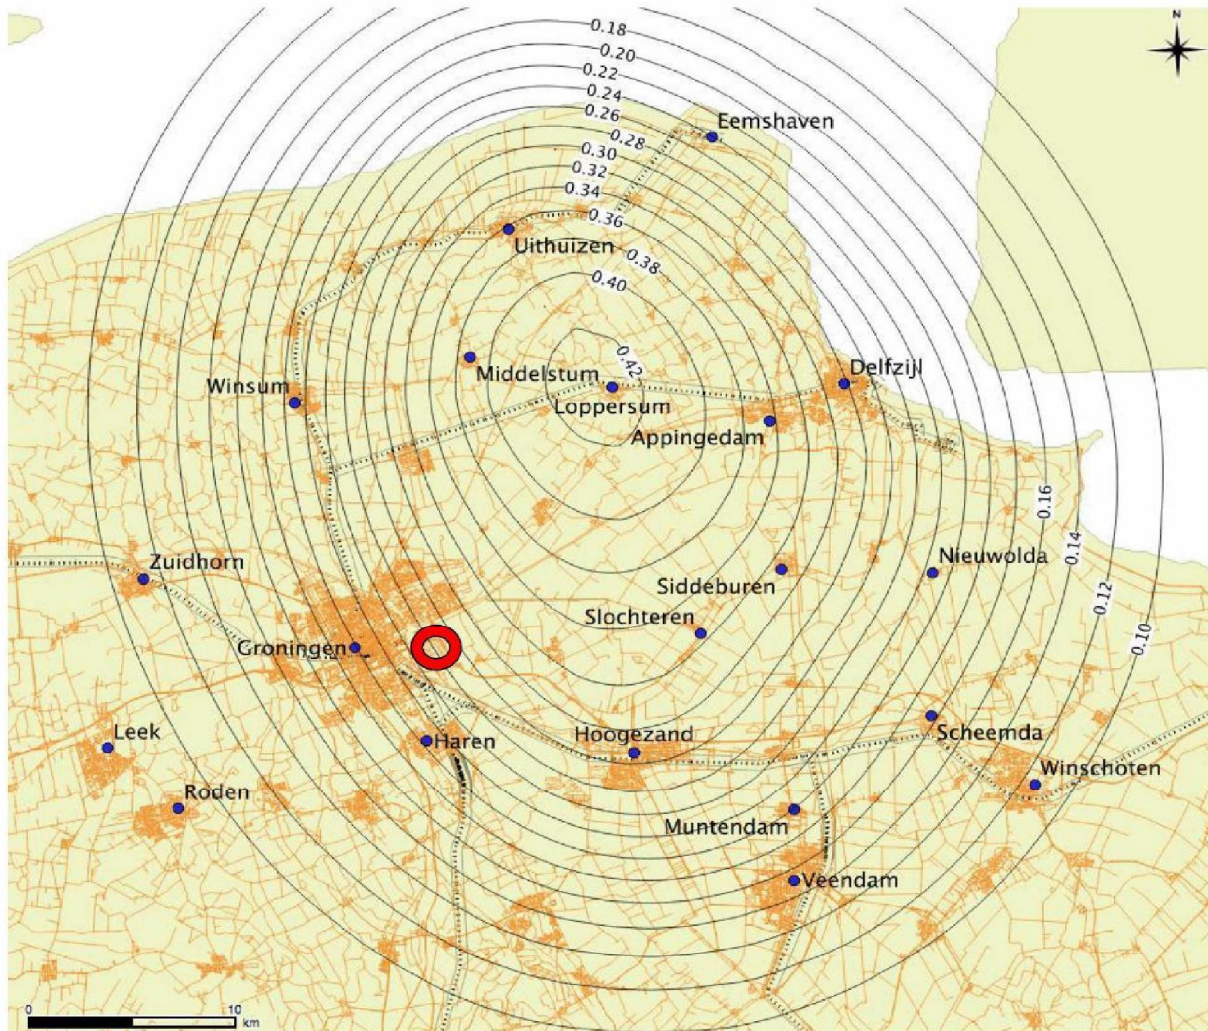 N
0.18
0.20
0.22
0.24
0.26
0.28
0.30
0.32
0.34
0.36
0.38
0.40
0.42
Eemshaven
Uithuizen
Middelstum
Winsum
Loppersum
Delfzijl
Appingedam
0.16
0.14
0.12
0.10
Zuidhorn
Nieuwolda
Siddeburen
Slochteren
Groningen
Leek
Haren
Hoogezand
Scheemda
Winschoten
Roden
Muntendam
Veendam
0 10
km